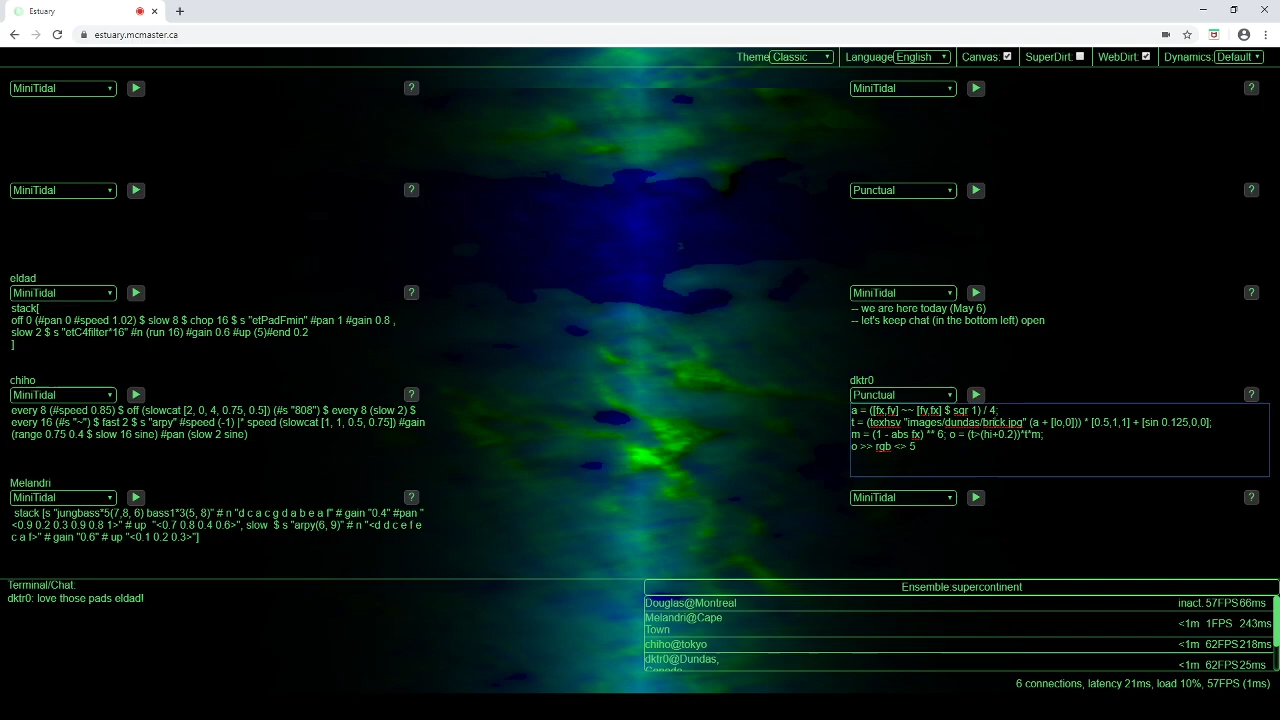 Estuary
estuary.mcmaster.ca
Theme Classic Language English Canvas: SuperDirt: WebDirt: Dynamics: Default
MiniTidal ?
MiniTidal ?
MiniTidal ?
Punctual ?
eldad
MiniTidal ?
stack[
off 0 (#pan 0 #speed 1.02) $ slow 8 $ chop 16 $ s "etPadFmin" #pan 1 #gain 0.8 ,
slow 2 $ s "etC4filter*16" #n (run 16) #gain 0.6 #up (5)#end 0.2
]
MiniTidal ?
-- we are here today (May 6)
-- let's keep chat (in the bottom left) open
chiho
MiniTidal ?
every 8 (#speed 0.85) $ off (slowcat [2, 0, 4, 0.75, 0.5]) (#s "808") $ every 8 (slow 2) $
every 16 (#s "~") $ fast 2 $ s "arpy" #speed (-1) |* speed (slowcat [1, 1, 0.5, 0.75]) #gain
(range 0.75 0.4 $ slow 16 sine) #pan (slow 2 sine)
dktr0
Punctual ?
a = ([fx,fy] ~~ [fy,fx] $ sqr 1) / 4;
t = (texhsv "images/dundas/brick.jpg" (a + [lo,0])) * [0.5,1,1] + [sin 0.125,0,0];
m = (1 - abs fx) ** 6; o = (t>(hi+0.2))*t*m;
o >> rgb <> 5
Melandri
MiniTidal ?
stack [s "jungbass*5(7,8, 6) bass1*3(5, 8)" # n "d c a c g d a b e a f" # gain "0.4" #pan "
<0.9 0.2 0.3 0.9 0.8 1>" # up "<0.7 0.8 0.4 0.6>", slow $ s "arpy(6, 9)" # n "<d d c e f e
c a f>" # gain "0.6" # up "<0.1 0.2 0.3>"]
MiniTidal ?
Terminal/Chat:
dktr0: love those pads eldad!
Ensemble:supercontinent
Douglas@Montreal inact. 57FPS 66ms
Melandri@Cape
Town <1m 1FPS 243ms
chiho@tokyo <1m 62FPS 218ms
dktr0@Dundas, <1m 62FPS 25ms
Canada
6 connections, latency 21ms, load 10%, 57FPS (1ms)